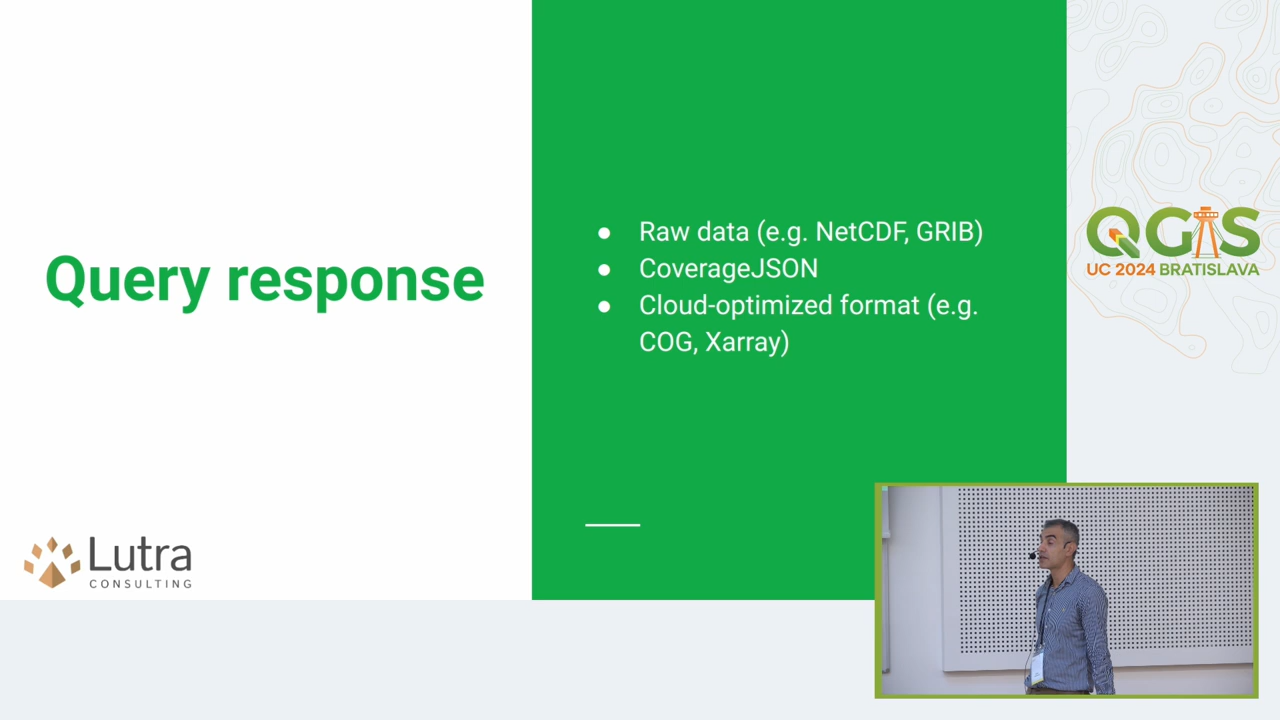 Query response
● Raw data (e.g. NetCDF, GRIB)
● CoverageJSON
● Cloud-optimized format (e.g.
COG, Xarray)
Lutra
CONSULTING
QGIS
UC 2024 BRATISLAVA